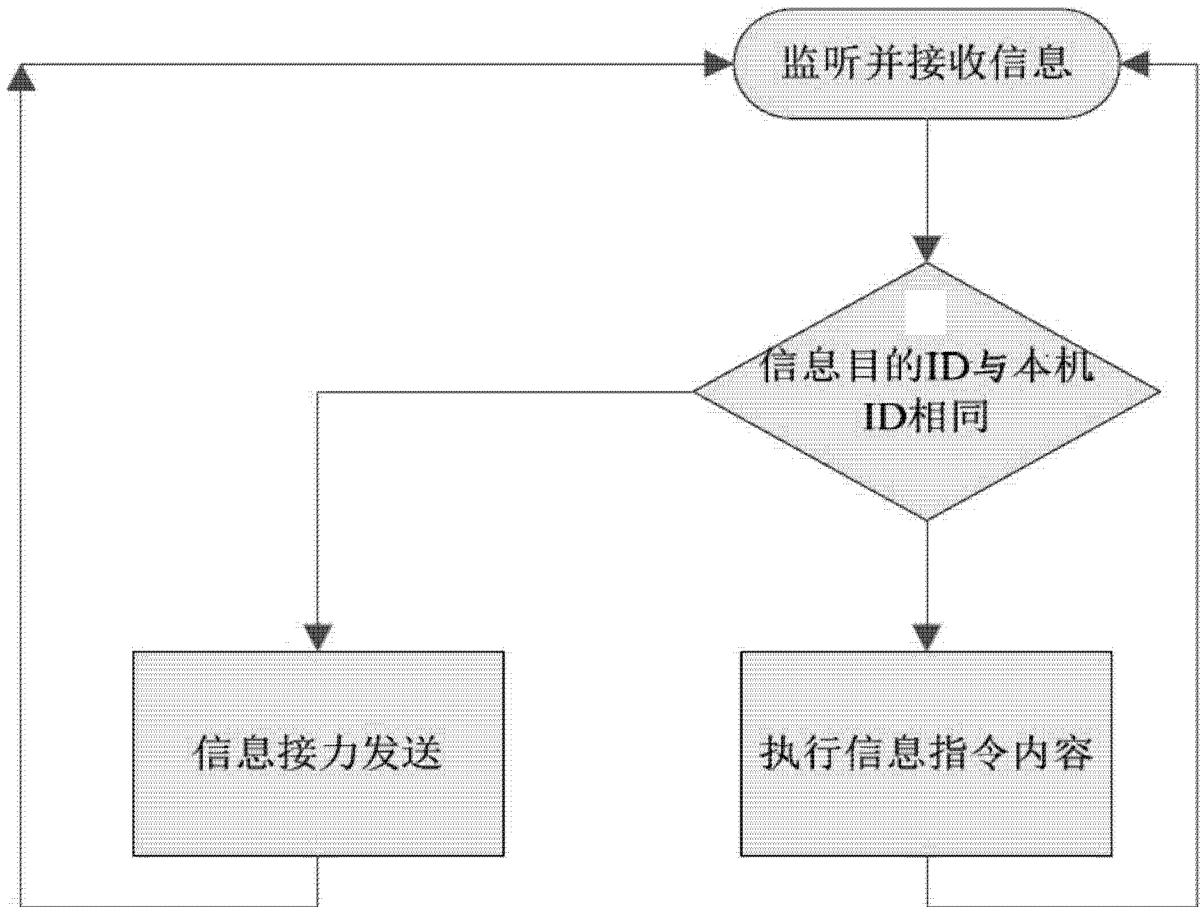 监听并接收信息
信息目的ID与本机
ID相同
信息接力发送
执行信息指令内容